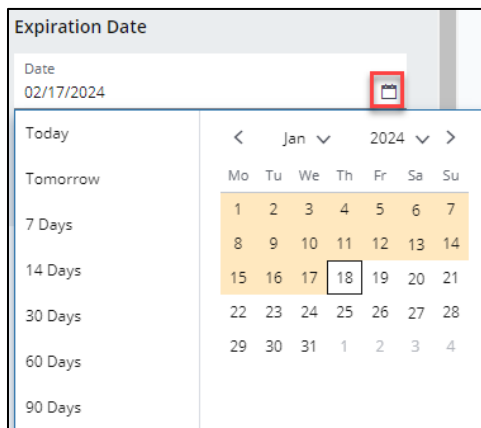 Expiration Date
Date
02/17/2024
Today
Tomorrow
7 Days
14 Days
30 Days
60 Days
90 Days
Jan 2024
Mo Tu We Th Fr Sa Su
1 2 3 4 5 6 7
8 9 10 11 12 13 14
15 16 17 18 19 20 21
22 23 24 25 26 27 28
29 30 31 1 2 3 4